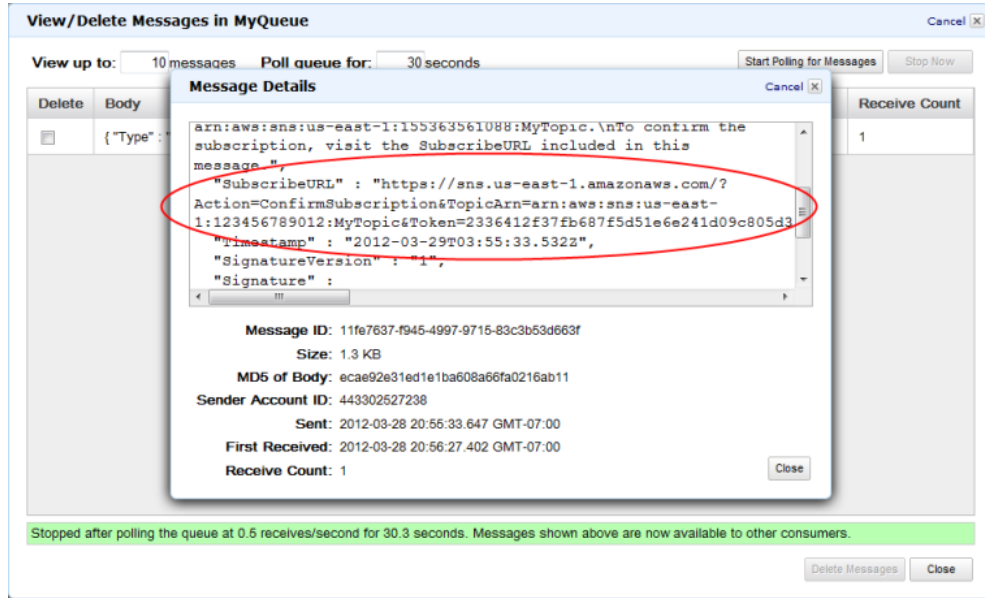 View/Delete Messages in MyQueue
Cancel
View up to: 10 messages Poll queue for: 30 seconds Start Polling for Messages Stop Now
Delete Body Receive Count
{ "Type" : " 1
Message Details
Cancel
arn:aws:sns:us-east-1:155363561088:MyTopic.\nTo confirm the
subscription, visit the SubscribeURL included in this
message.",
"SubscribeURL" : "https://sns.us-east-1.amazonaws.com/?
Action=ConfirmSubscription&TopicArn=arn:aws:sns:us-east-
1:123456789012:MyTopic&Token=2336412f37fb687f5d51e6e241d09c805d3
"Timestamp" : "2012-03-29T03:55:33.532Z",
"SignatureVersion" : "1",
"Signature" :
Message ID: 11fe7637-f945-4997-9715-83c3b53d663f
Size: 1.3 KB
MD5 of Body: ecae92e31ed1e1ba608a66fa0216ab11
Sender Account ID: 443302527238
Sent: 2012-03-28 20:55:33.647 GMT-07:00
First Received: 2012-03-28 20:56:27.402 GMT-07:00
Receive Count: 1
Close
Stopped after polling the queue at 0.5 receives/second for 30.3 seconds. Messages shown above are now available to other consumers.
Delete Messages Close